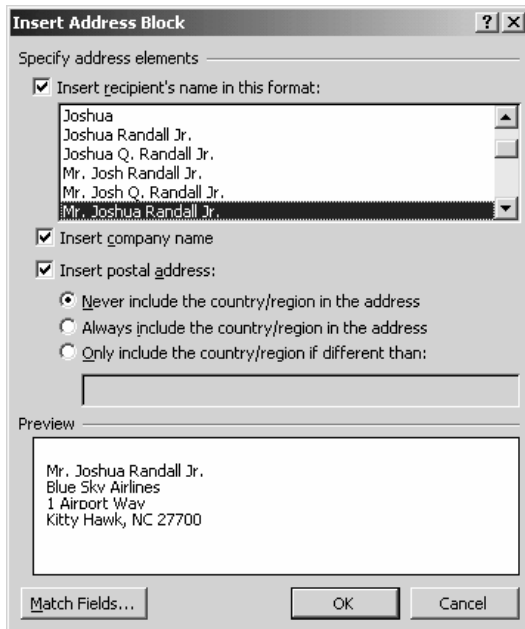 Insert Address Block
Specify address elements
Insert recipient's name in this format:
Joshua
Joshua Randall Jr.
Joshua Q. Randall Jr.
Mr. Josh Randall Jr.
Mr. Josh Q. Randall Jr.
Mr. Joshua Randall Jr.
Insert company name
Insert postal address:
Never include the country/region in the address
Always include the country/region in the address
Only include the country/region if different than:
Preview
Mr. Joshua Randall Jr.
Blue Sky Airlines
1 Airport Way
Kitty Hawk, NC 27700
Match Fields...
OK
Cancel